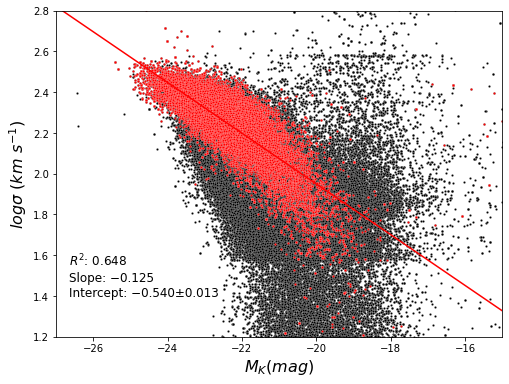 2.8
2.6
2.4
2.2
2.0
1.8
1.6
1.4
1.2
logσ (km s⁻¹)
R²: 0.648
Slope: −0.125
Intercept: −0.540±0.013
−26 −24 −22 −20 −18 −16
M_K(mag)